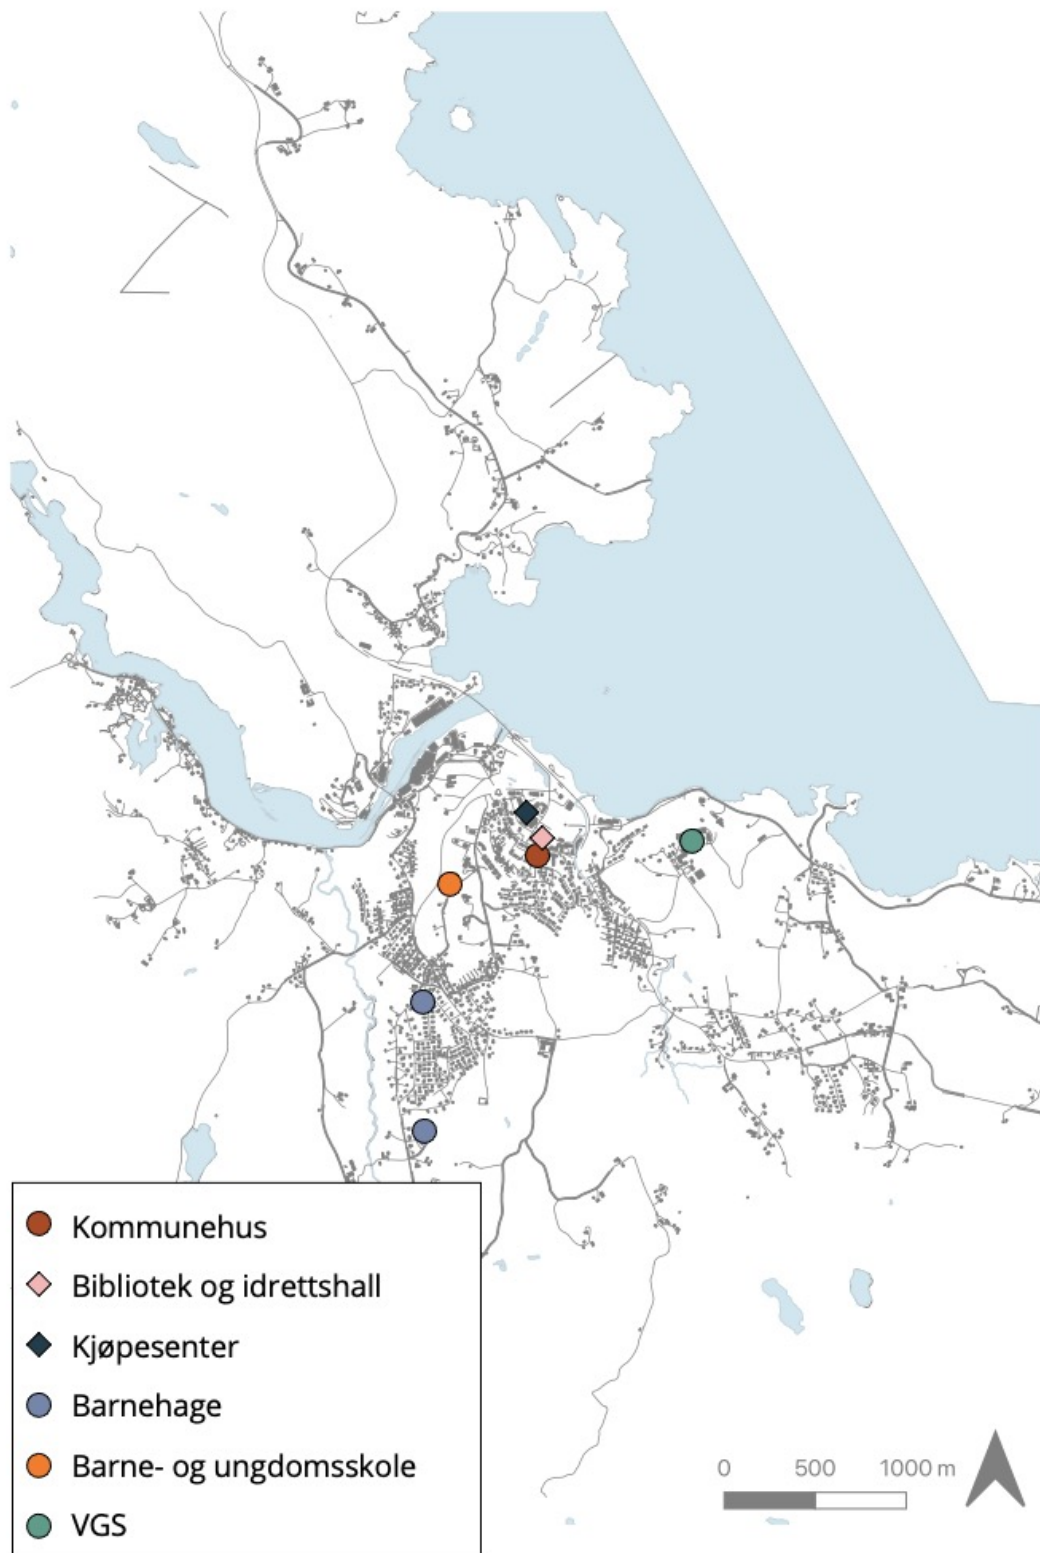 Kommunehus
Bibliotek og idrettshall
Kjøpesenter
Barnehage
Barne- og ungdomsskole
VGS
0 500 1000 m